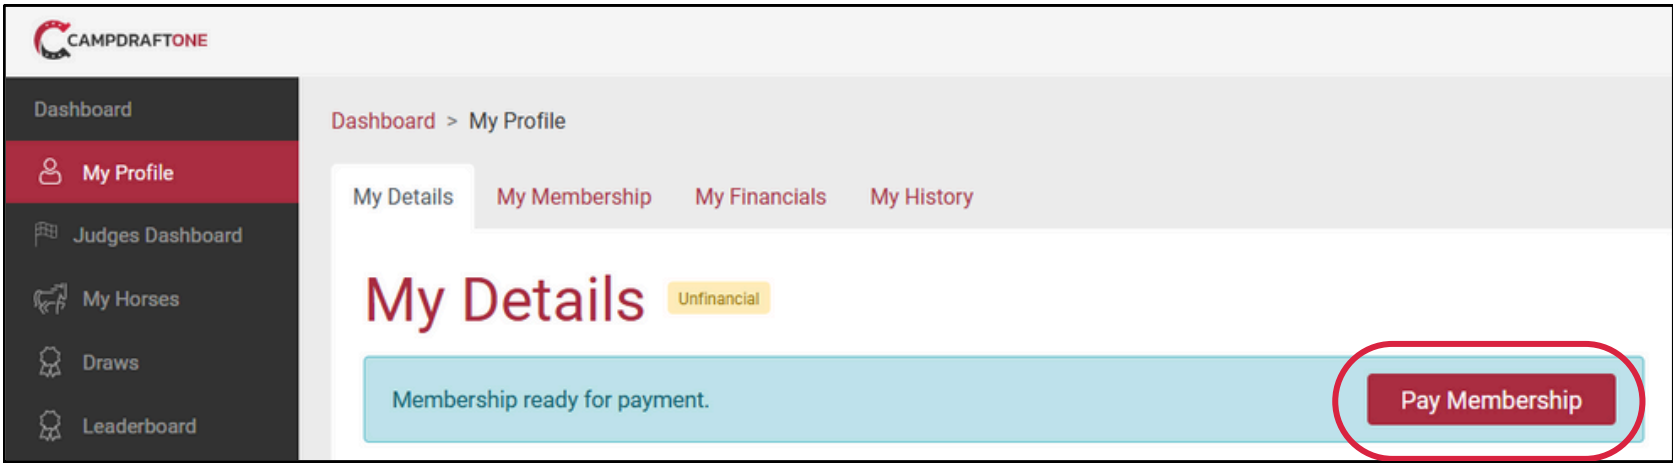 CAMPDRAFTONE
Dashboard
My Profile
Judges Dashboard
My Horses
Draws
Leaderboard
Dashboard > My Profile
My Details My Membership My Financials My History
My Details Unfinancial
Membership ready for payment. Pay Membership